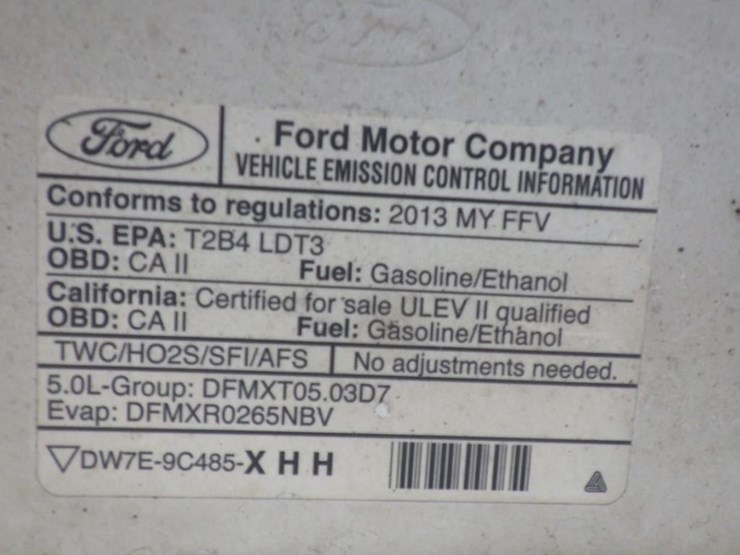 Ford
Ford Motor Company
VEHICLE EMISSION CONTROL INFORMATION
Conforms to regulations: 2013 MY FFV
U.S. EPA: T2B4 LDT3
OBD: CA II Fuel: Gasoline/Ethanol
California: Certified for sale ULEV II qualified
OBD: CA II Fuel: Gasoline/Ethanol
TWC/HO2S/SFI/AFS No adjustments needed.
5.0L-Group: DFMXT05.03D7
Evap: DFMXR0265NBV
DW7E-9C485-X H H